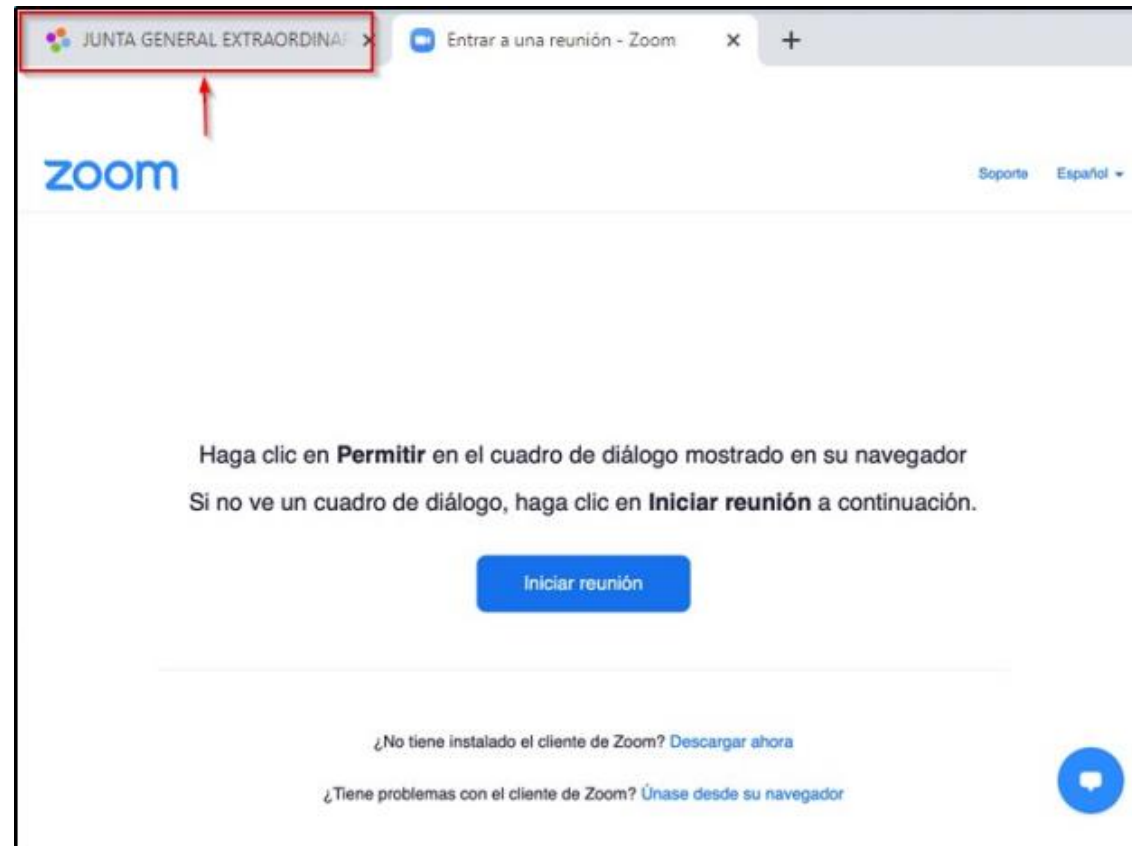 JUNTA GENERAL EXTRAORDINA
Entrar a una reunión - Zoom
zoom
Soporte Español
Haga clic en Permitir en el cuadro de diálogo mostrado en su navegador
Si no ve un cuadro de diálogo, haga clic en Iniciar reunión a continuación.
Iniciar reunión
¿No tiene instalado el cliente de Zoom? Descargar ahora
¿Tiene problemas con el cliente de Zoom? Únase desde su navegador